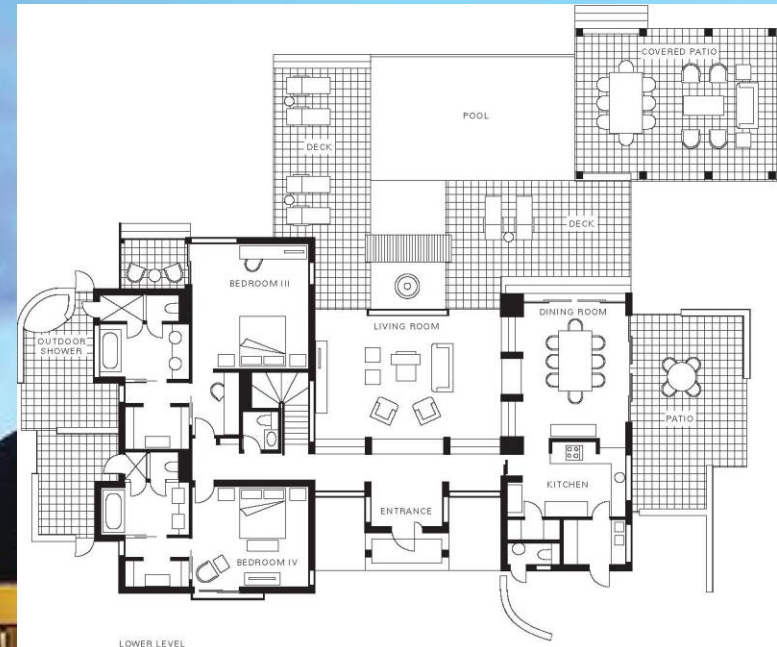 COVERED PATIO
POOL
DECK
DECK
BEDROOM III
LIVING ROOM
DINING ROOM
OUTDOOR
SHOWER
PATIO
KITCHEN
ENTRANCE
BEDROOM IV
LOWER LEVEL